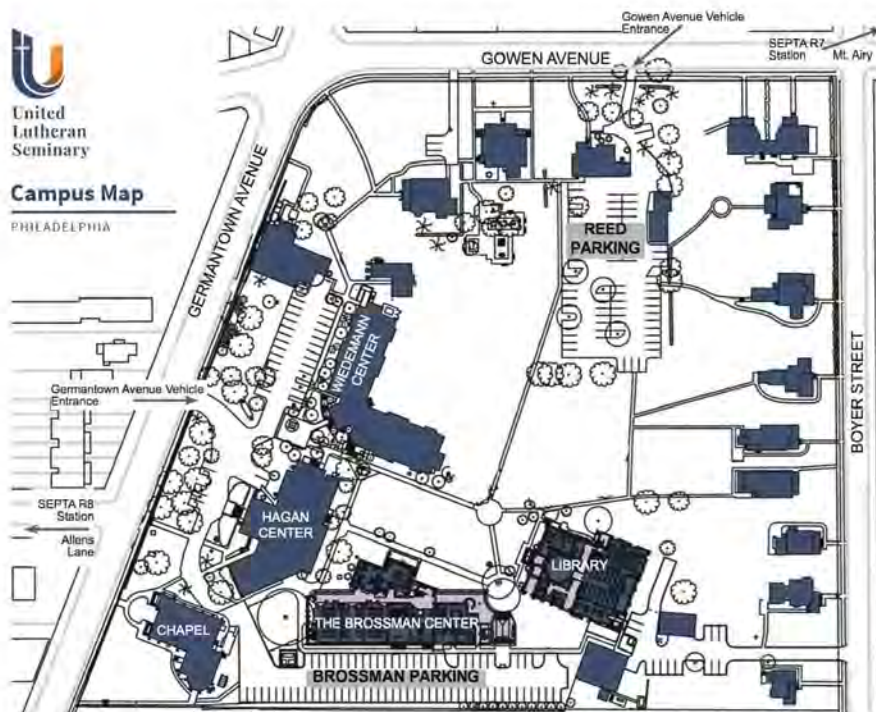 United
Lutheran
Seminary
Campus Map
PHILADELPHIA
Gowen Avenue Vehicle
Entrance
GOWEN AVENUE
SEPTA R7
Station
Mt. Airy
GERMANTOWN AVENUE
REED
PARKING
WIEDEMANN
CENTER
BOYER STREET
Germantown Avenue Vehicle
Entrance
SEPTA R8
Station
Allens
Lane
HAGAN
CENTER
LIBRARY
CHAPEL
THE BROSSMAN CENTER
BROSSMAN PARKING